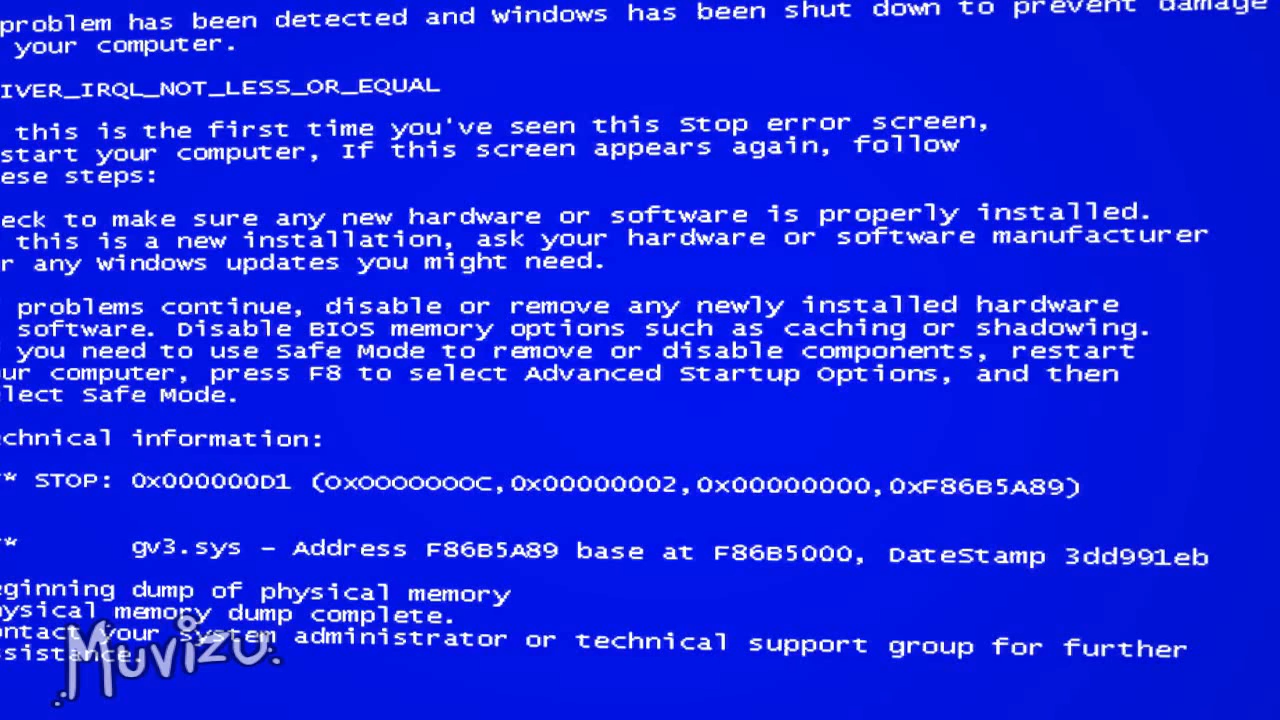 problem has been detected and Windows has been shut down to prevent damage
your computer.
IVER_IRQL_NOT_LESS_OR_EQUAL
this is the first time you've seen this Stop error screen,
start your computer, If this screen appears again, follow
ese steps:
eck to make sure any new hardware or software is properly installed.
this is a new installation, ask your hardware or software manufacturer
r any Windows updates you might need.
problems continue, disable or remove any newly installed hardware
software. Disable BIOS memory options such as caching or shadowing.
you need to use Safe Mode to remove or disable components, restart
ur computer, press F8 to select Advanced Startup Options, and then
lect Safe Mode.
chnical information:
** STOP: 0x000000D1 (0x0000000C,0x00000002,0x00000000,0xF86B5A89)
** gv3.sys - Address F86B5A89 base at F86B5000, DateStamp 3dd991eb
eginning dump of physical memory
ysical memory dump complete.
ontact your system administrator or technical support group for further
ssistance.
Muvizu